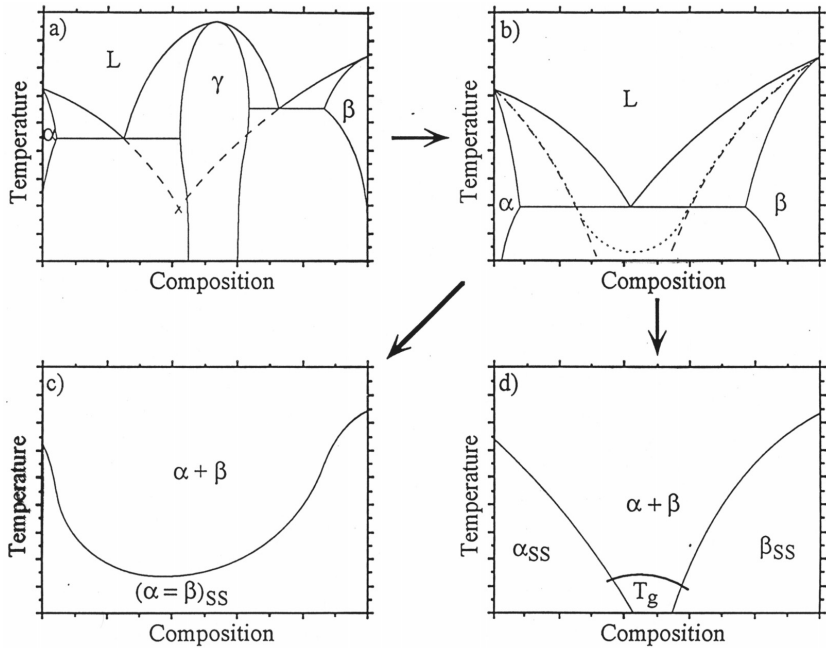 a)
L
γ
α
β
Temperature
Composition
b)
L
α
β
Temperature
Composition
c)
α + β
(α = β)SS
Temperature
Composition
d)
α + β
αSS
βSS
Tg
Temperature
Composition